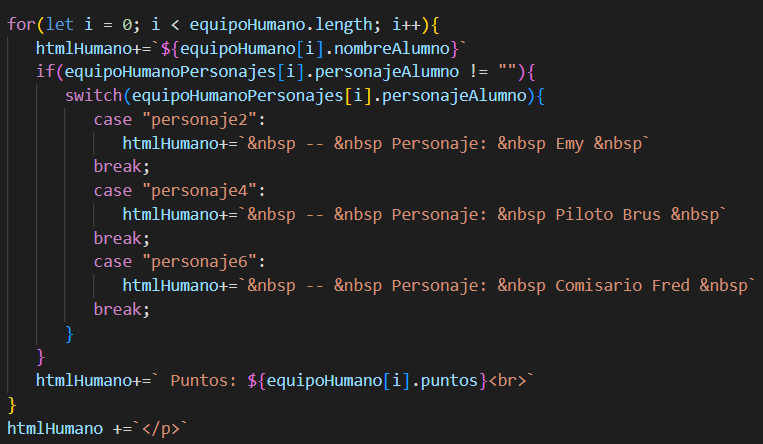 for(let i = 0; i < equipoHumano.length; i++){
htmlHumano+=`${equipoHumano[i].nombreAlumno}`
if(equipoHumanoPersonajes[i].personajeAlumno != ""){
switch(equipoHumanoPersonajes[i].personajeAlumno){
case "personaje2":
htmlHumano+=`&nbsp -- &nbsp Personaje: &nbsp Emy &nbsp`
break;
case "personaje4":
htmlHumano+=`&nbsp -- &nbsp Personaje: &nbsp Piloto Brus &nbsp`
break;
case "personaje6":
htmlHumano+=`&nbsp -- &nbsp Personaje: &nbsp Comisario Fred &nbsp`
break;
}
}
htmlHumano+=` Puntos: ${equipoHumano[i].puntos}<br>`
}
htmlHumano +=`</p>`